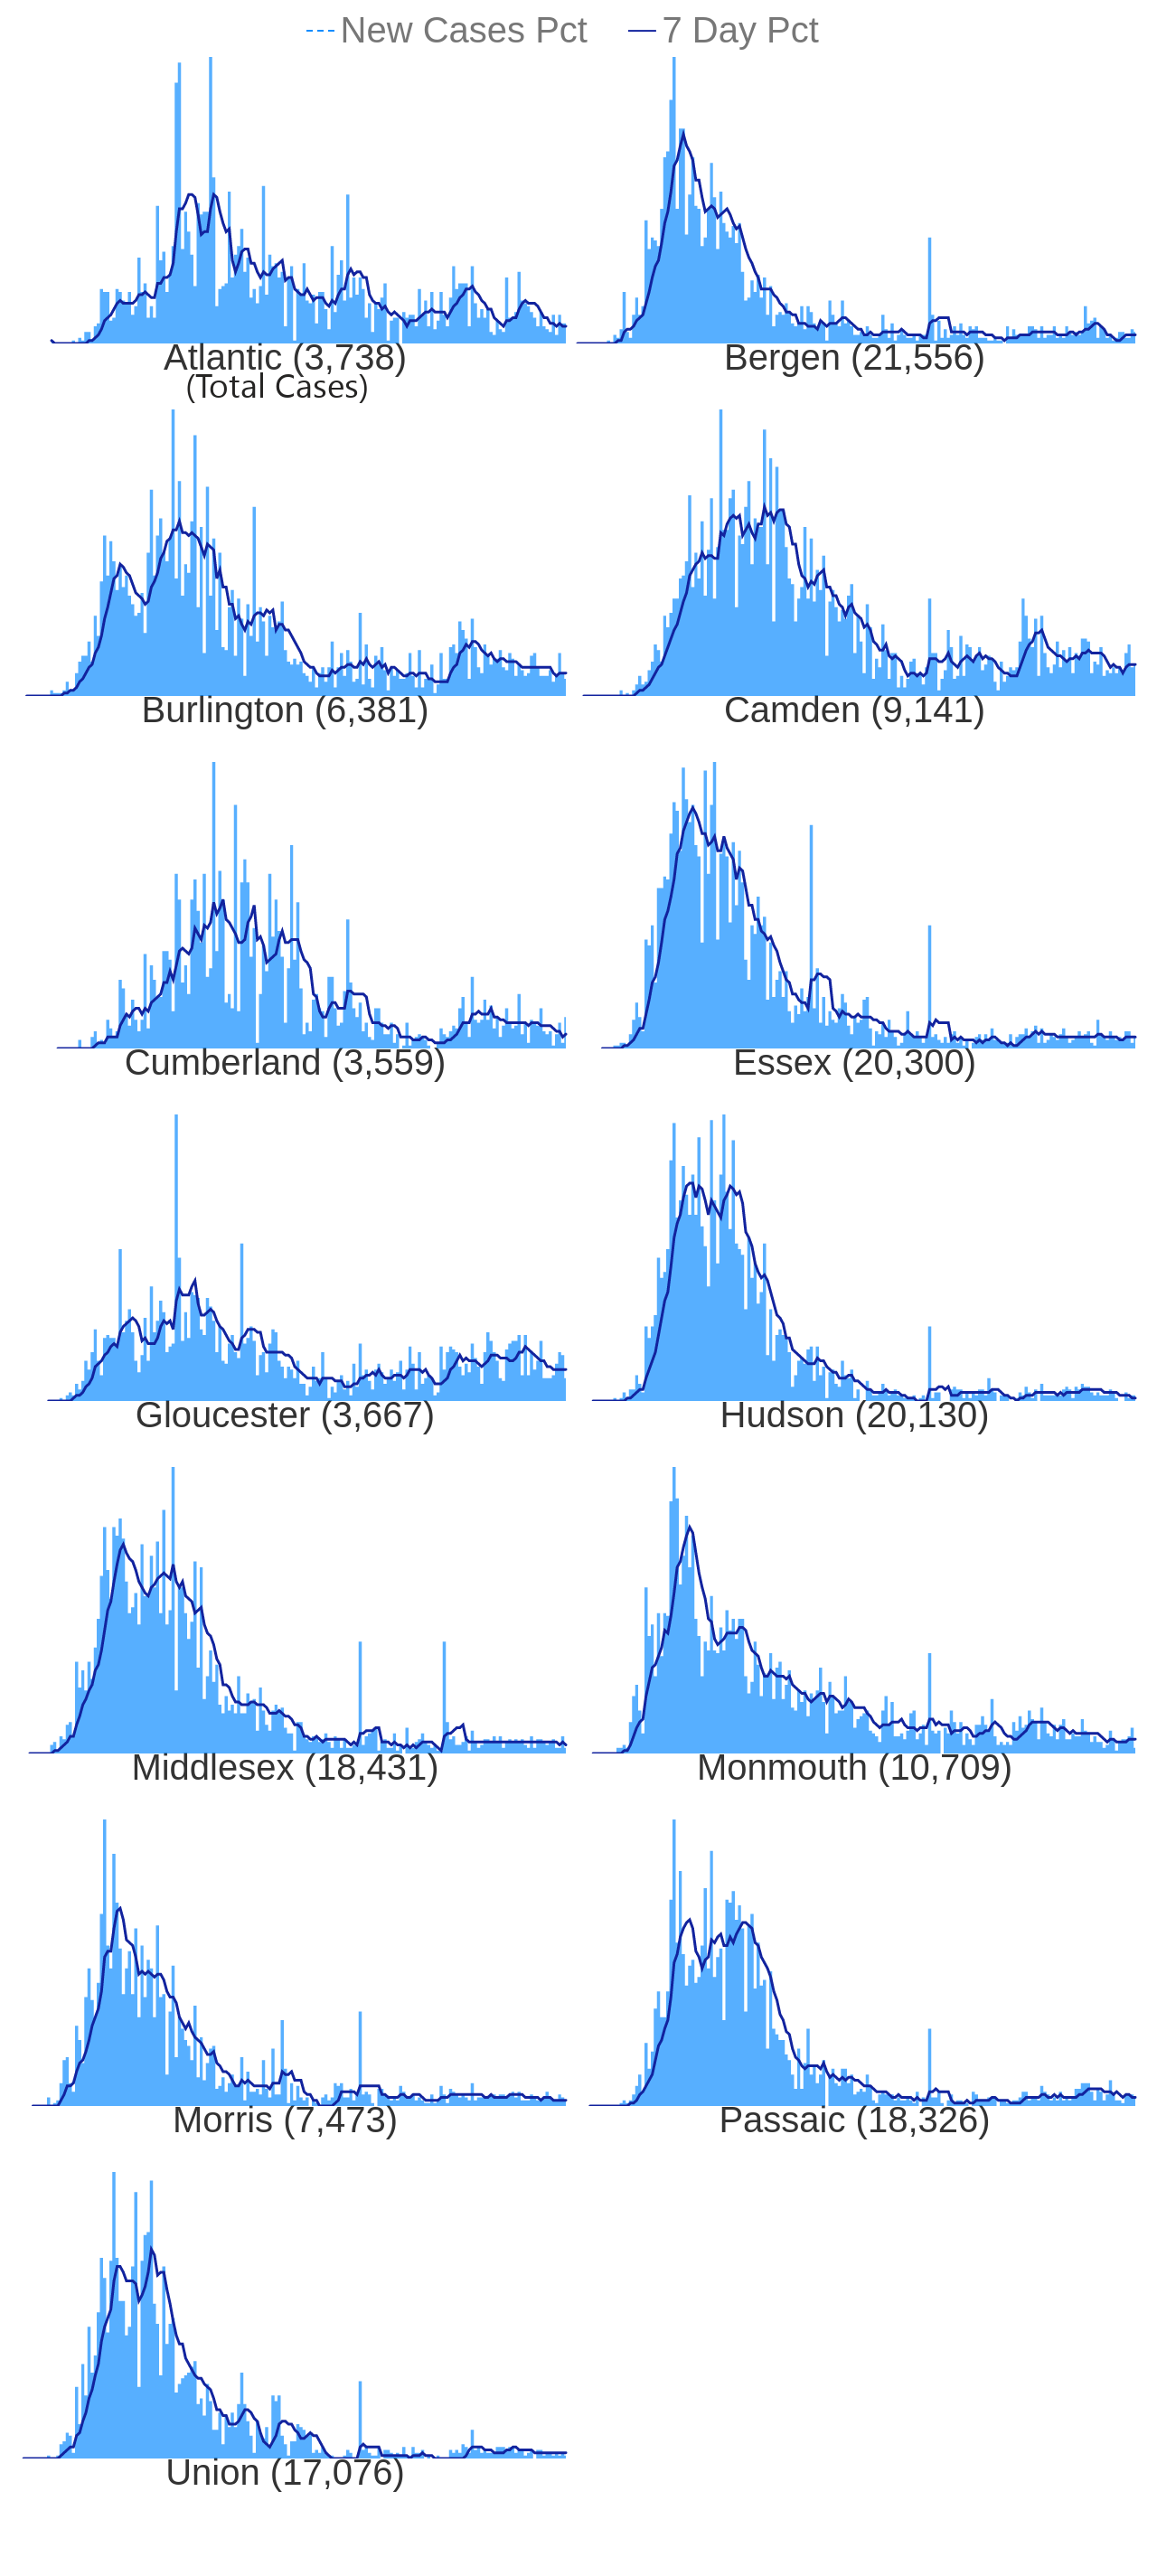 New Cases Pct 7 Day Pct
Atlantic (3,738) Bergen (21,556)
(Total Cases)
Burlington (6,381) Camden (9,141)
Cumberland (3,559) Essex (20,300)
Gloucester (3,667) Hudson (20,130)
Middlesex (18,431) Monmouth (10,709)
Morris (7,473) Passaic (18,326)
Union (17,076)